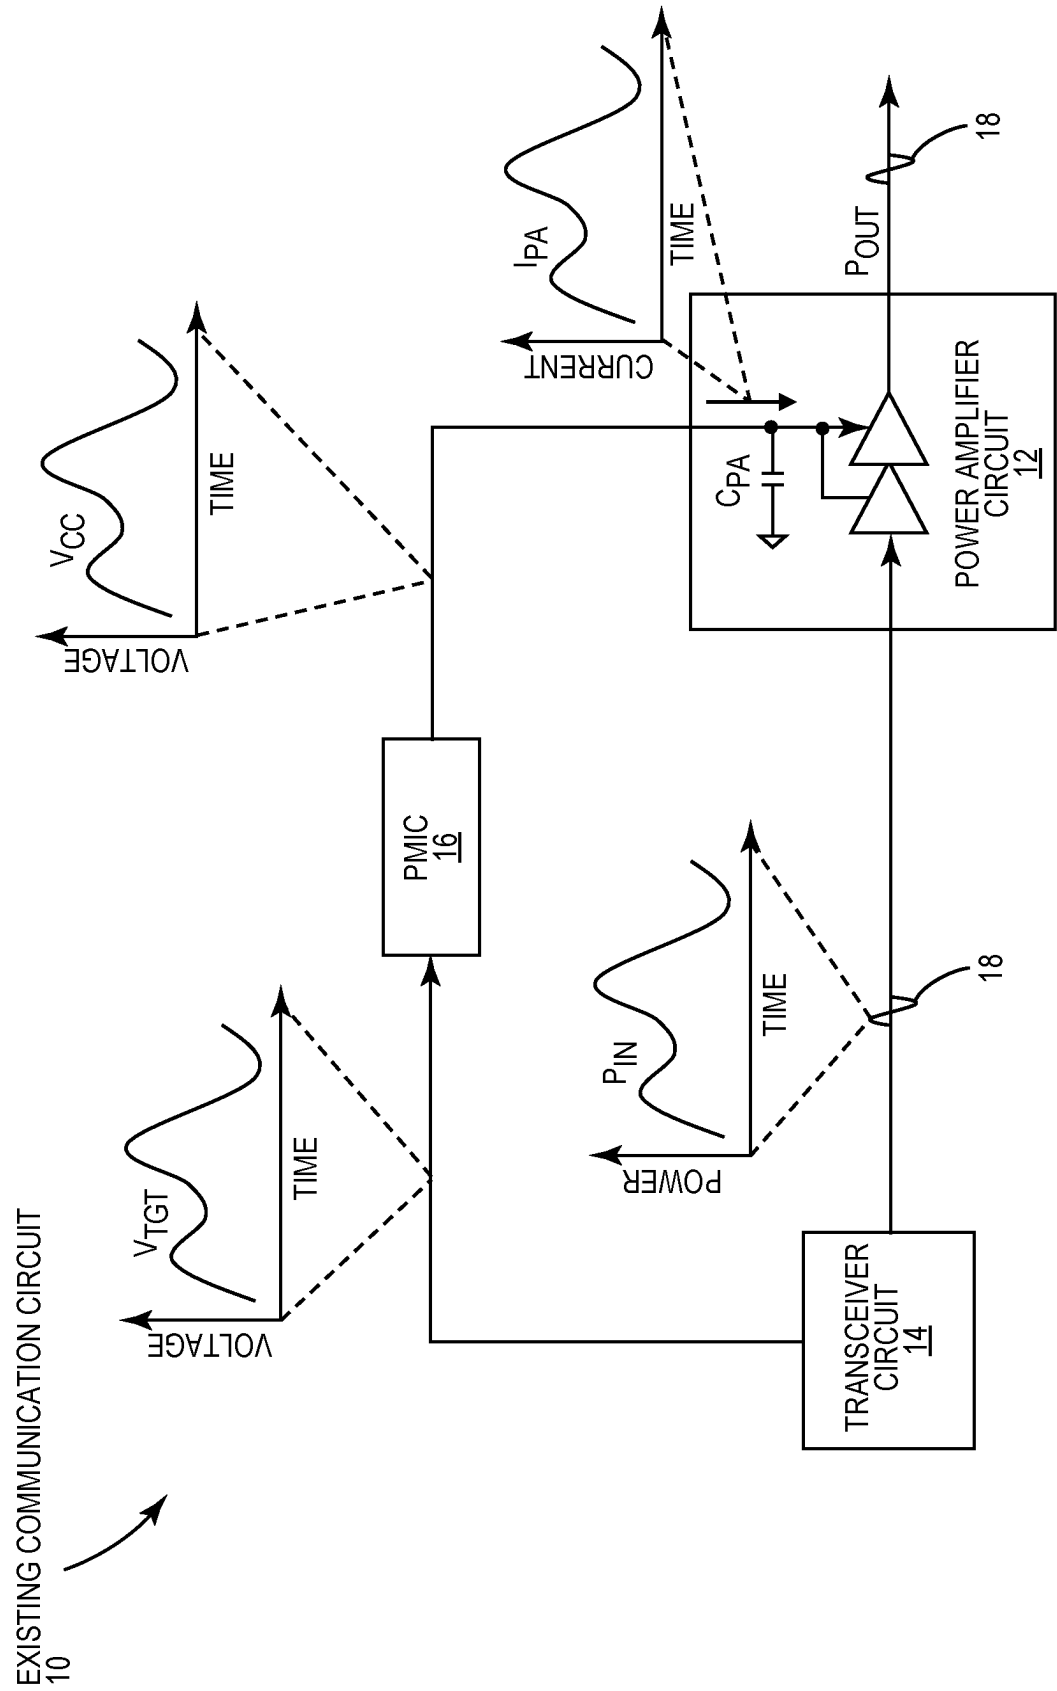 EXISTING COMMUNICATION CIRCUIT
10
VOLTAGE
VTGT
TIME
VOLTAGE
VCC
TIME
PMIC
16
CURRENT
IPA
TIME
POWER
PIN
TIME
TRANSCEIVER
CIRCUIT
14
18
CPA
POWER AMPLIFIER
CIRCUIT
12
POUT
18